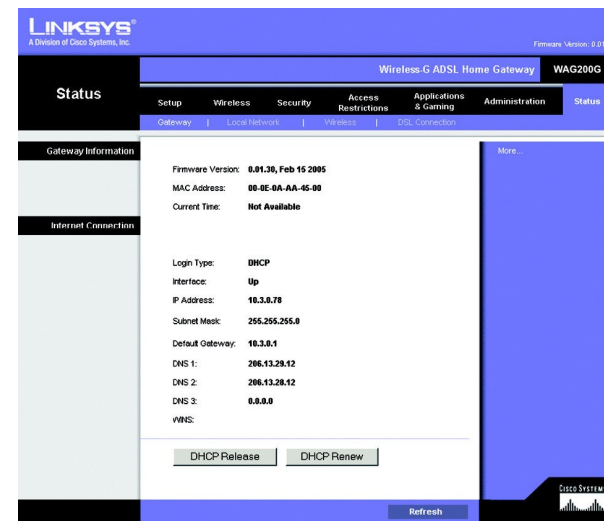 LINKSYS®
A Division of Cisco Systems, Inc.
Firmware Version: 0.01
Wireless-G ADSL Home Gateway WAG200G
Status
Setup Wireless Security Access Restrictions Applications & Gaming Administration Status
Gateway | Local Network | Wireless | DSL Connection
Gateway Information
More...
Firmware Version: 0.01.30, Feb 15 2005
MAC Address: 00-0E-0A-AA-45-00
Current Time: Not Available
Internet Connection
Login Type: DHCP
Interface: Up
IP Address: 10.3.0.78
Subnet Mask: 255.255.255.0
Default Gateway: 10.3.0.1
DNS 1: 206.13.29.12
DNS 2: 206.13.28.12
DNS 3: 0.0.0.0
WINS:
DHCP Release DHCP Renew
Refresh
CISCO SYSTEMS